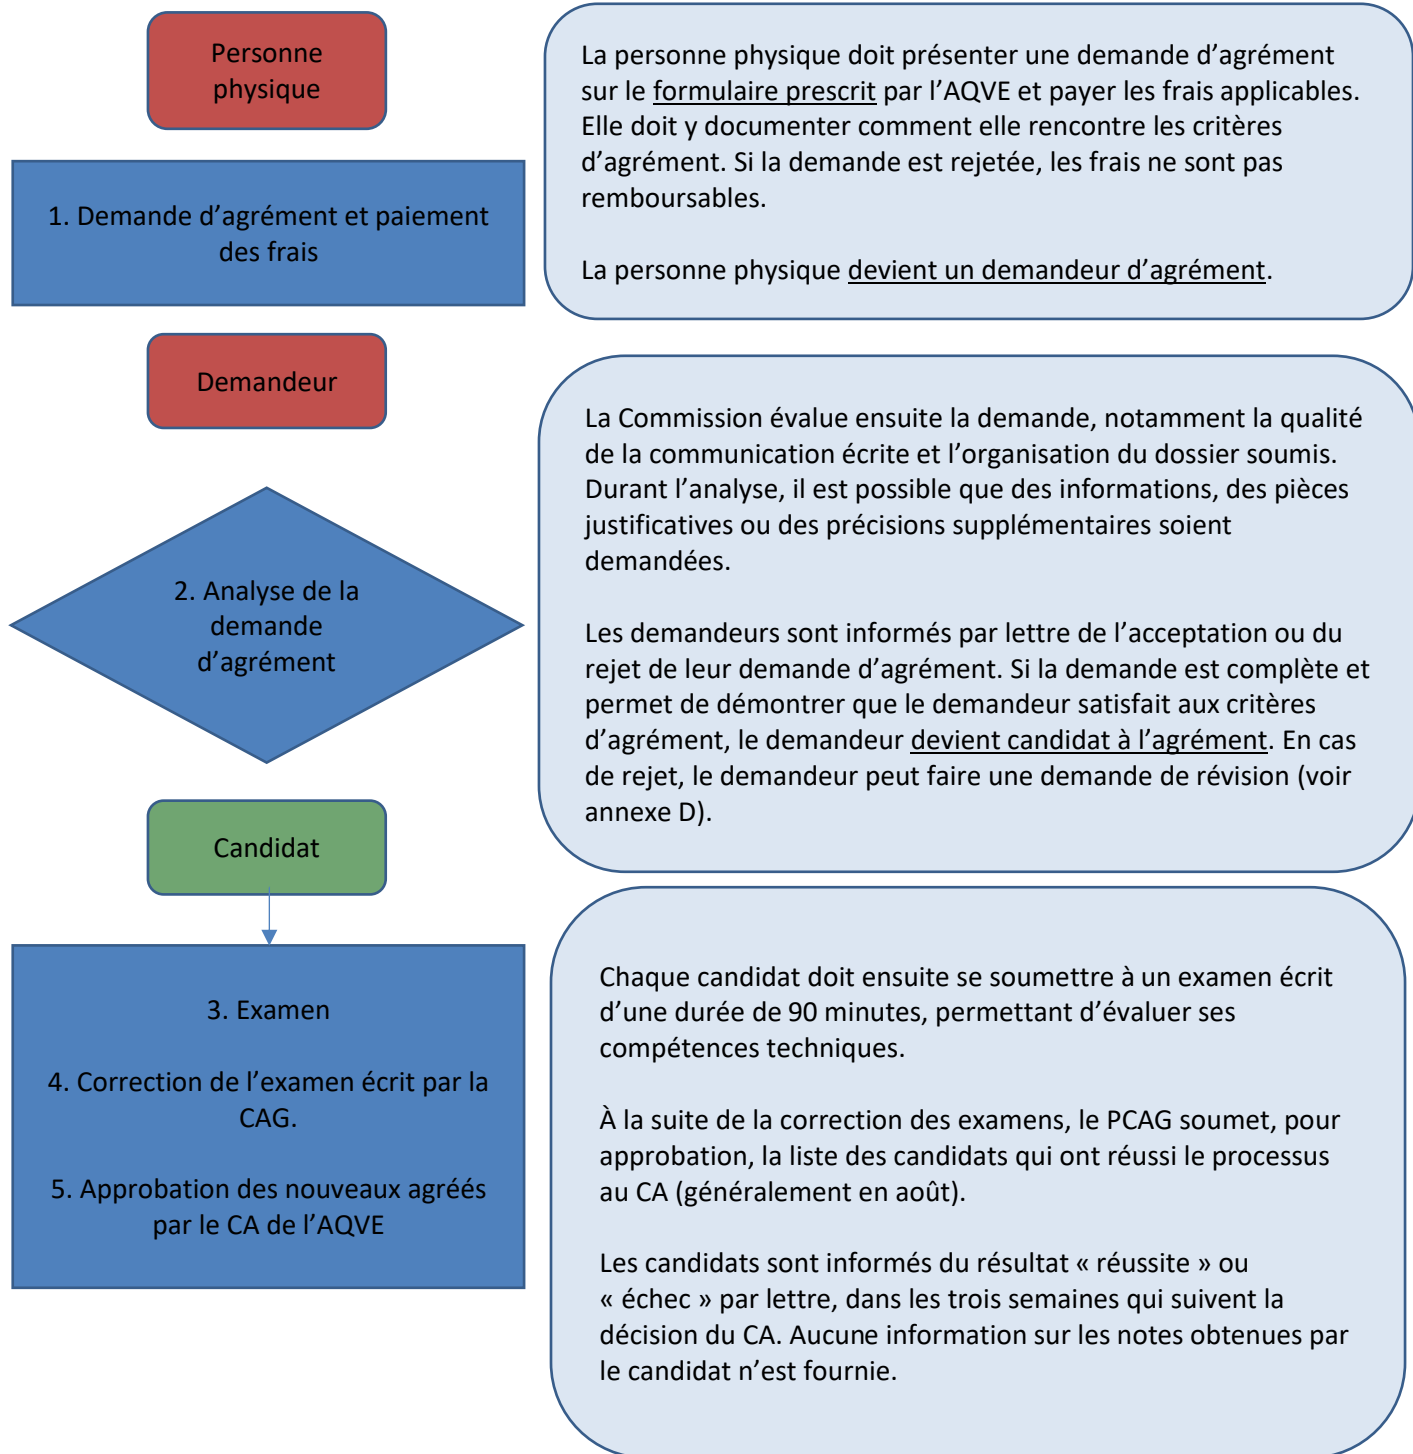 Personne
physique
La personne physique doit présenter une demande d’agrément
sur le formulaire prescrit par l’AQVE et payer les frais applicables.
Elle doit y documenter comment elle rencontre les critères
d’agrément. Si la demande est rejetée, les frais ne sont pas
remboursables.
La personne physique devient un demandeur d’agrément.
1. Demande d’agrément et paiement
des frais
Demandeur
La Commission évalue ensuite la demande, notamment la qualité
de la communication écrite et l’organisation du dossier soumis.
Durant l’analyse, il est possible que des informations, des pièces
justificatives ou des précisions supplémentaires soient
demandées.
Les demandeurs sont informés par lettre de l’acceptation ou du
rejet de leur demande d’agrément. Si la demande est complète et
permet de démontrer que le demandeur satisfait aux critères
d’agrément, le demandeur devient candidat à l’agrément. En cas
de rejet, le demandeur peut faire une demande de révision (voir
annexe D).
2. Analyse de la
demande
d’agrément
Candidat
3. Examen
4. Correction de l’examen écrit par la
CAG.
5. Approbation des nouveaux agréés
par le CA de l’AQVE
Chaque candidat doit ensuite se soumettre à un examen écrit
d’une durée de 90 minutes, permettant d’évaluer ses
compétences techniques.
À la suite de la correction des examens, le PCAG soumet, pour
approbation, la liste des candidats qui ont réussi le processus
au CA (généralement en août).
Les candidats sont informés du résultat « réussite » ou
« échec » par lettre, dans les trois semaines qui suivent la
décision du CA. Aucune information sur les notes obtenues par
le candidat n’est fournie.